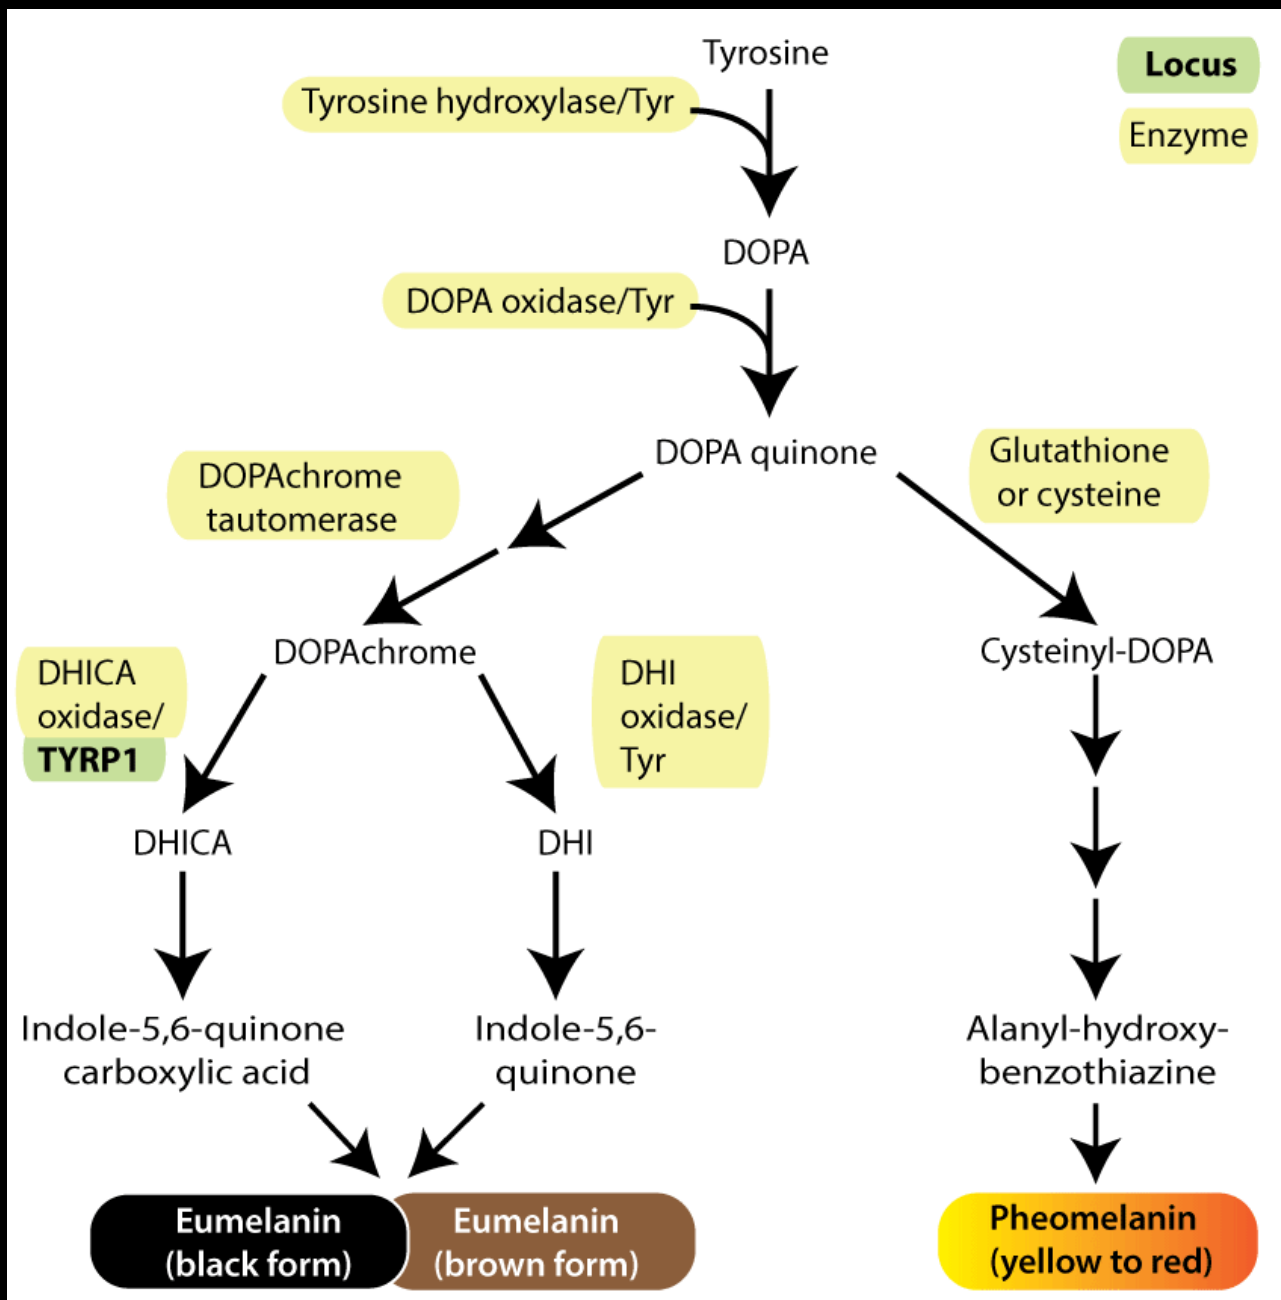 Tyrosine
Locus
Tyrosine hydroxylase/Tyr
Enzyme
DOPA
DOPA oxidase/Tyr
DOPA quinone
Glutathione
or cysteine
DOPAchrome
tautomerase
DOPAchrome
Cysteinyl-DOPA
DHICA
oxidase/
TYRP1
DHI
oxidase/
Tyr
DHICA
DHI
Indole-5,6-quinone
carboxylic acid
Indole-5,6-
quinone
Alanyl-hydroxy-
benzothiazine
Eumelanin
(black form)
Eumelanin
(brown form)
Pheomelanin
(yellow to red)